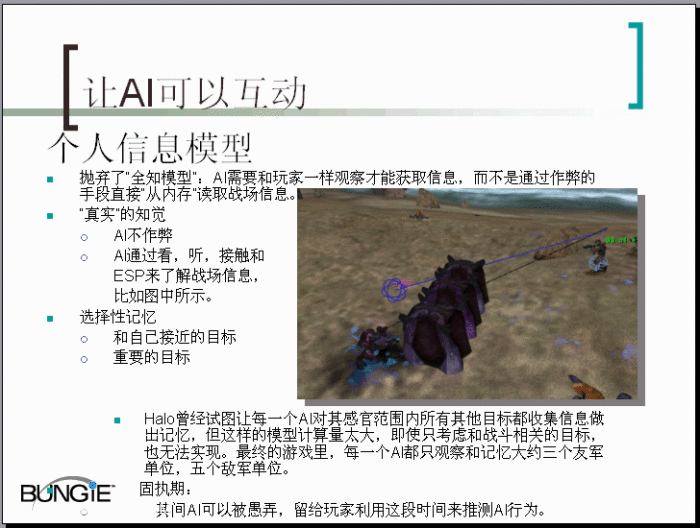 让AI可以互动
个人信息模型
抛弃了"全知模型"：AI需要和玩家一样观察才能获取信息，而不是通过作弊的
手段直接"从内存"读取战场信息。
"真实"的知觉
AI不作弊
AI通过看，听，接触和
ESP来了解战场信息，
比如图中所示。
选择性记忆
和自己接近的目标
重要的目标
Halo曾经试图让每一个AI对其感官范围内所有其他目标都收集信息做
出记忆，但这样的模型计算量太大，即使只考虑和战斗相关的目标，
也无法实现。最终的游戏里，每一个AI都只观察和记忆大约三个友军
单位，五个敌军单位。
固执期：
其间AI可以被愚弄，留给玩家利用这段时间来推测AI行为。
BUNGIE